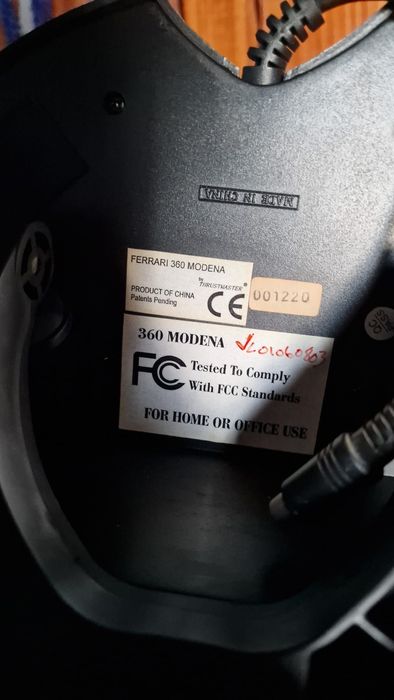 MADE IN CHINA
FERRARI 360 MODENA
by THRUSTMASTER®
PRODUCT OF CHINA
Patents Pending
CE
001220
360 MODENA
FC Tested To Comply
With FCC Standards
FOR HOME OR OFFICE USE
QC